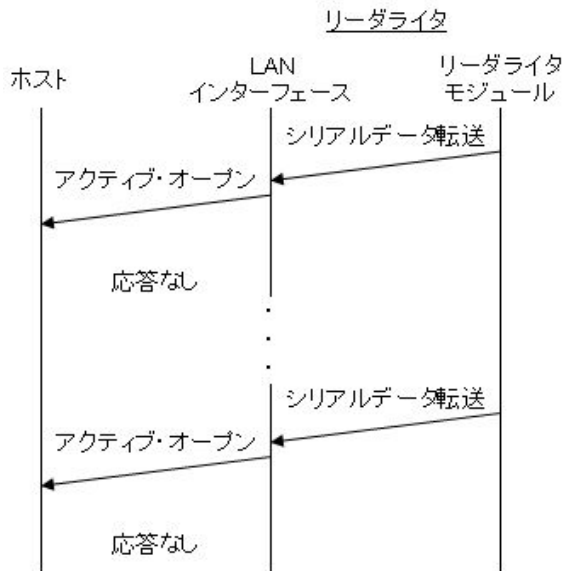 リーダライタ
ホスト
LAN
インターフェース
リーダライタ
モジュール
シリアルデータ転送
アクティブ・オープン
応答なし
シリアルデータ転送
アクティブ・オープン
応答なし